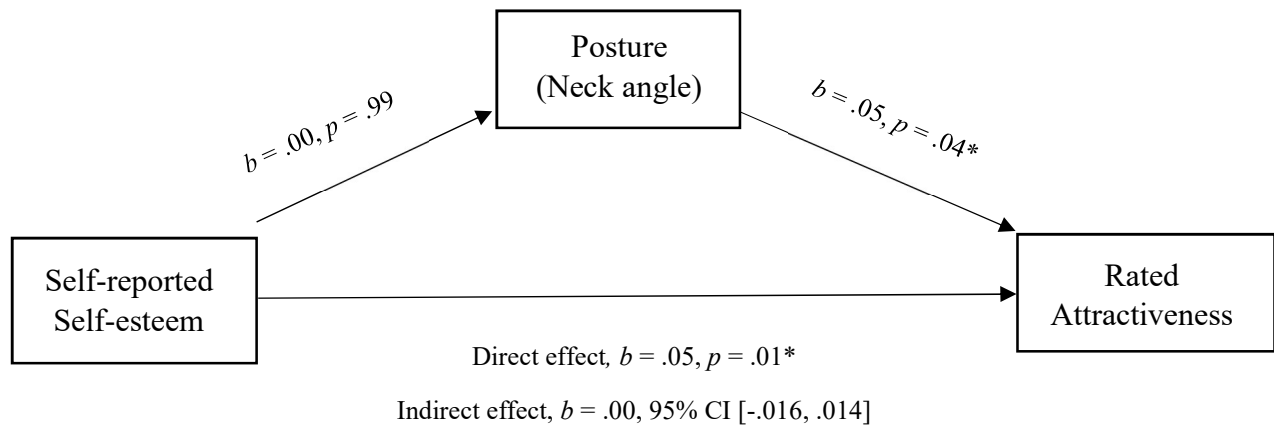 Posture
(Neck angle)
b = .00, p = .99
b = .05, p = .04*
Self-reported
Self-esteem
Rated
Attractiveness
Direct effect, b = .05, p = .01*
Indirect effect, b = .00, 95% CI [-.016, .014]